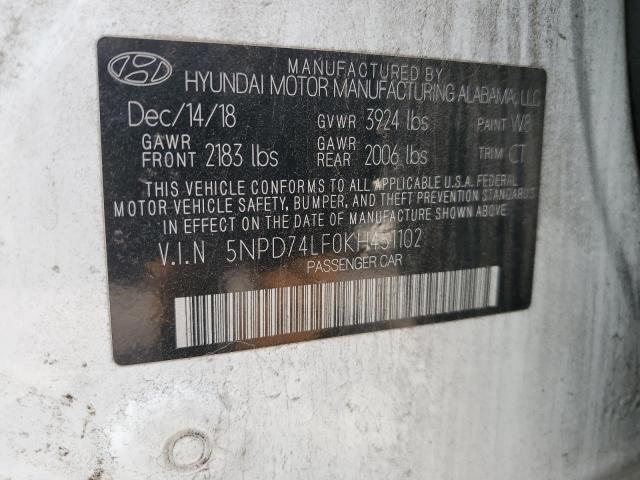 MANUFACTURED BY
HYUNDAI MOTOR MANUFACTURING ALABAMA, LLC
Dec/14/18 GVWR 3924 lbs PAINT W8
GAWR FRONT 2183 lbs GAWR REAR 2006 lbs TRIM CT
THIS VEHICLE CONFORMS TO ALL APPLICABLE U.S.A. FEDERAL
MOTOR VEHICLE SAFETY, BUMPER, AND THEFT PREVENTION STANDARDS
IN EFFECT ON THE DATE OF MANUFACTURE SHOWN ABOVE.
V.I.N 5NPD74LF0KH451102
PASSENGER CAR